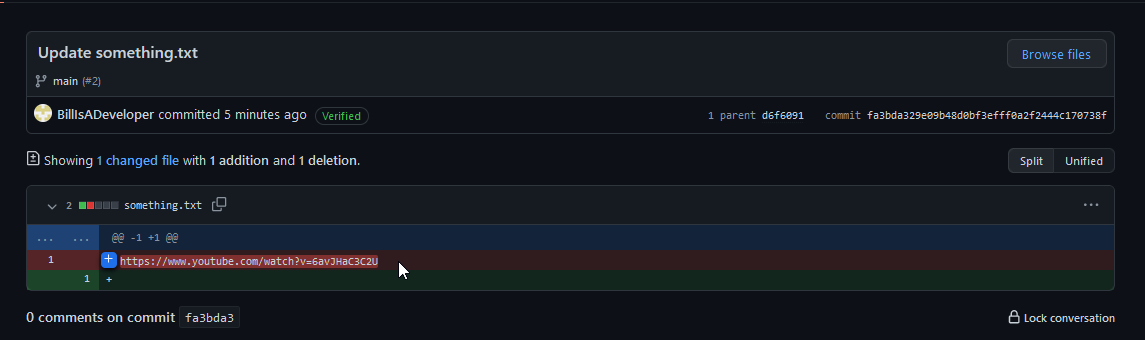 Update something.txt
Browse files
main (#2)
BillIsADeveloper committed 5 minutes ago Verified 1 parent d6f6091 commit fa3bda329e09b48d0bf3efff0a2f2444c170738f
Showing 1 changed file with 1 addition and 1 deletion. Split Unified
2 something.txt ...
... ... @@ -1 +1 @@
1 + https://www.youtube.com/watch?v=6avJHaC3C2U
1 +
0 comments on commit fa3bda3 Lock conversation